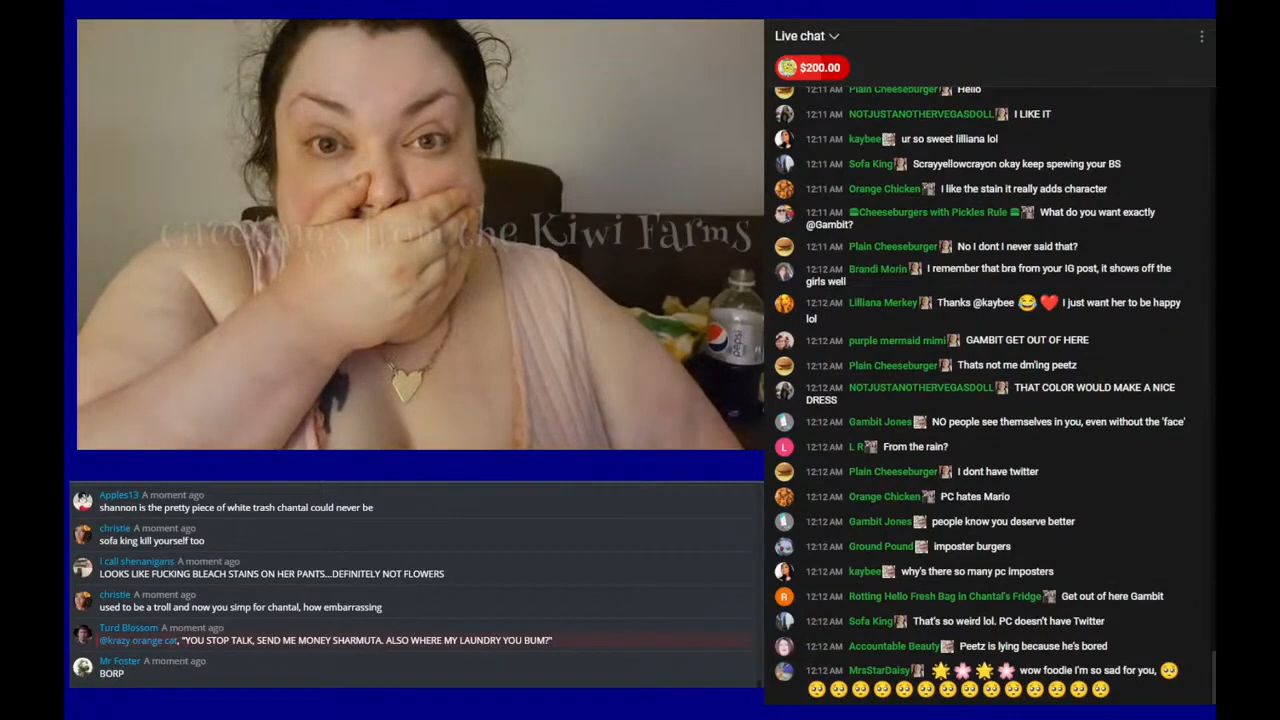 Greetings from the Kiwi Farms
pepsi
Apples13 A moment ago
shannon is the pretty piece of white trash chantal could never be
christie A moment ago
sofa king kill yourself too
I call shenanigans A moment ago
LOOKS LIKE FUCKING BLEACH STAINS ON HER PANTS...DEFINITELY NOT FLOWERS
christie A moment ago
used to be a troll and now you simp for chantal, how embarrassing
Turd Blossom A moment ago
@krazy orange cat, "YOU STOP TALK, SEND ME MONEY SHARMUTA. ALSO WHERE MY LAUNDRY YOU BUM?"
Mr Foster A moment ago
BORP
Live chat
$200.00
Plain Cheeseburger Hello
12:11 AM NOTJUSTANOTHERVEGASDOLL I LIKE IT
12:11 AM kaybee ur so sweet lilliana lol
12:11 AM Sofa King Scrayyellowcrayon okay keep spewing your BS
12:11 AM Orange Chicken I like the stain it really adds character
12:11 AM Cheeseburgers with Pickles Rule What do you want exactly
@Gambit?
12:11 AM Plain Cheeseburger No I dont I never said that?
12:12 AM Brandi Morin I remember that bra from your IG post, it shows off the
girls well
12:12 AM Lilliana Merkey Thanks @kaybee 😂 ❤️ I just want her to be happy
lol
12:12 AM purple mermaid mimi GAMBIT GET OUT OF HERE
12:12 AM Plain Cheeseburger Thats not me dm'ing peetz
12:12 AM NOTJUSTANOTHERVEGASDOLL THAT COLOR WOULD MAKE A NICE
DRESS
12:12 AM Gambit Jones NO people see themselves in you, even without the 'face'
L
12:12 AM L R From the rain?
12:12 AM Plain Cheeseburger I dont have twitter
12:12 AM Orange Chicken PC hates Mario
12:12 AM Gambit Jones people know you deserve better
12:12 AM Ground Pound imposter burgers
12:12 AM kaybee why's there so many pc imposters
R
12:12 AM Rotting Hello Fresh Bag in Chantal's Fridge Get out of here Gambit
12:12 AM Sofa King That's so weird lol. PC doesn't have Twitter
12:12 AM Accountable Beauty Peetz is lying because he's bored
12:12 AM MrsStarDaisy 🌟🌸🌟🌸 wow foodie I'm so sad for you, 🥺
🥺🥺🥺🥺🥺🥺🥺🥺🥺🥺🥺🥺🥺🥺